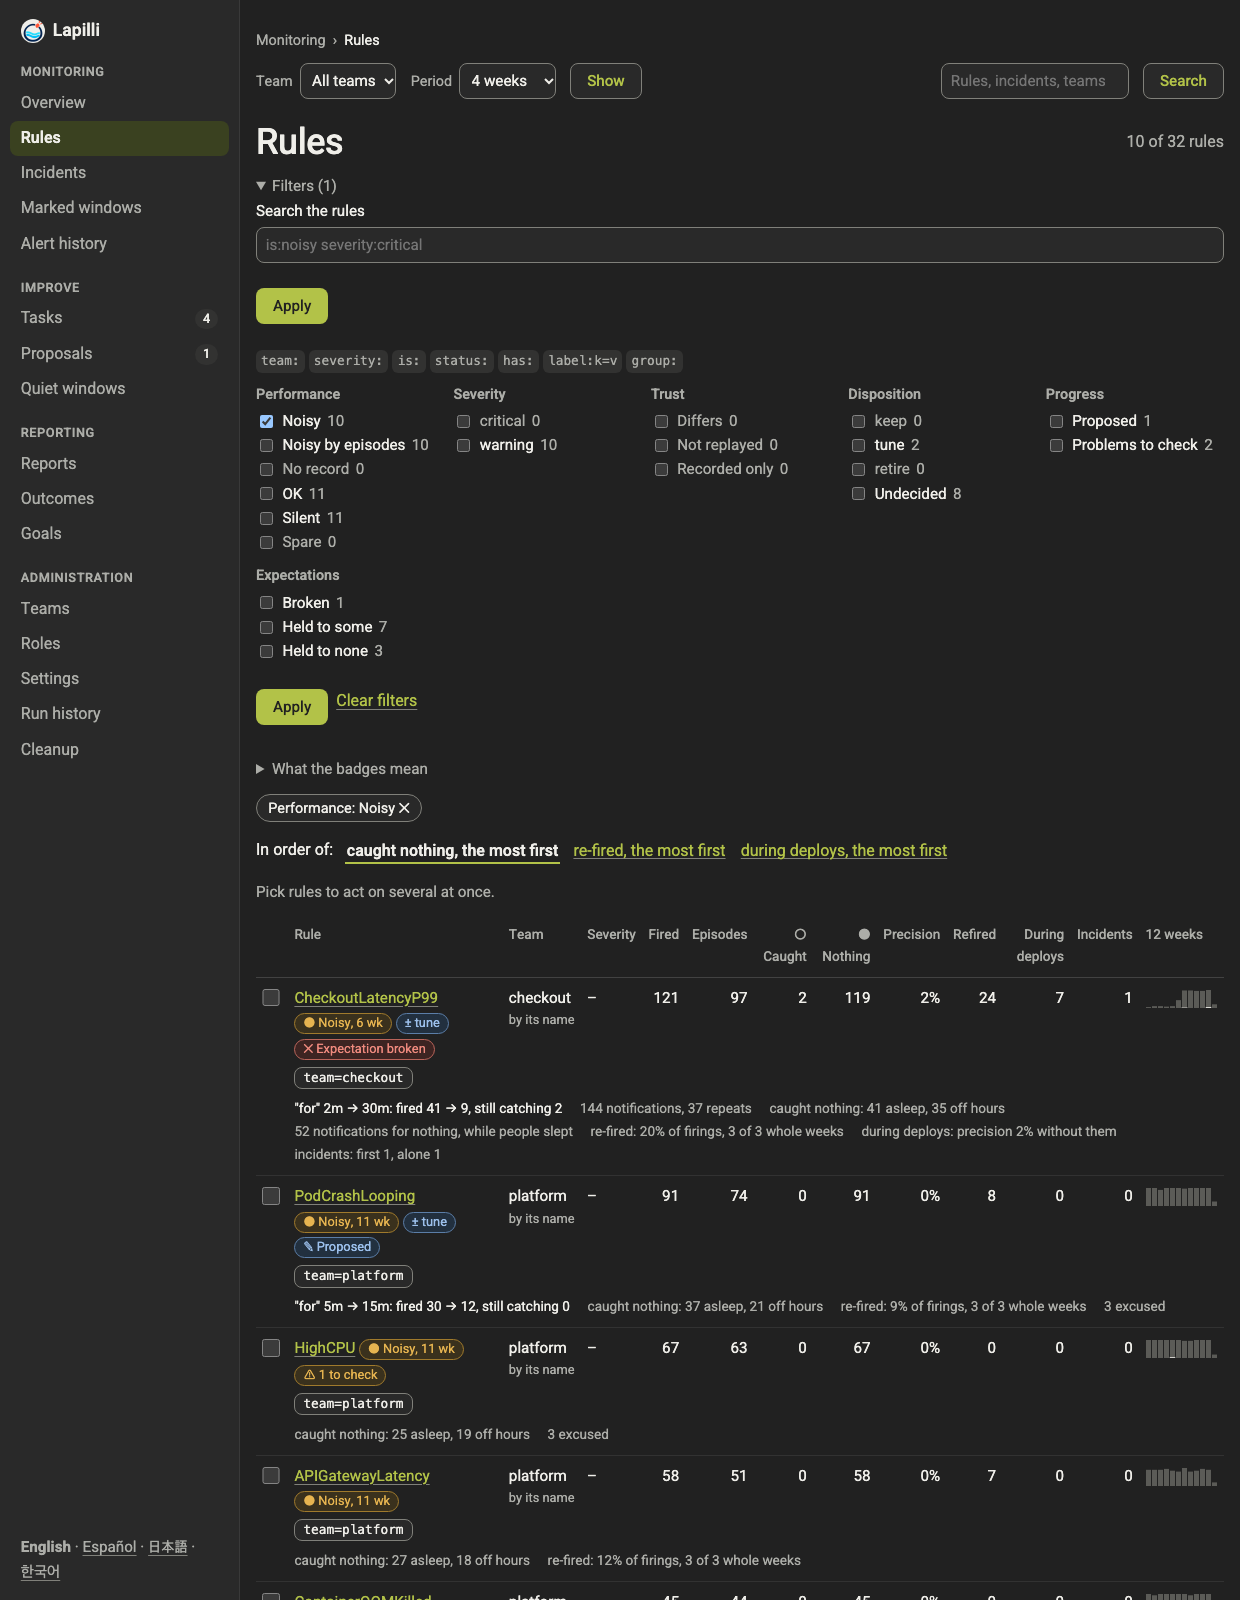 Lapilli
MONITORING
Overview
Rules
Incidents
Marked windows
Alert history
IMPROVE
Tasks 4
Proposals 1
Quiet windows
REPORTING
Reports
Outcomes
Goals
ADMINISTRATION
Teams
Roles
Settings
Run history
Cleanup
English · Español · 日本語 ·
한국어
Monitoring › Rules
Team All teams Period 4 weeks Show Rules, incidents, teams Search
Rules 10 of 32 rules
▼ Filters (1)
Search the rules
is:noisy severity:critical
Apply
team: severity: is: status: has: label:k=v group:
Performance
Noisy 10
Noisy by episodes 10
No record 0
OK 11
Silent 11
Spare 0
Severity
critical 0
warning 10
Trust
Differs 0
Not replayed 0
Recorded only 0
Disposition
keep 0
tune 2
retire 0
Undecided 8
Progress
Proposed 1
Problems to check 2
Expectations
Broken 1
Held to some 7
Held to none 3
Apply Clear filters
▶ What the badges mean
Performance: Noisy ✕
In order of: caught nothing, the most first re-fired, the most first during deploys, the most first
Pick rules to act on several at once.
Rule Team Severity Fired Episodes ○ Caught ● Nothing Precision Refired During deploys Incidents 12 weeks
CheckoutLatencyP99 checkout – 121 97 2 119 2% 24 7 1
● Noisy, 6 wk ± tune by its name
✕ Expectation broken
team=checkout
"for" 2m → 30m: fired 41 → 9, still catching 2 144 notifications, 37 repeats caught nothing: 41 asleep, 35 off hours
52 notifications for nothing, while people slept re-fired: 20% of firings, 3 of 3 whole weeks during deploys: precision 2% without them
incidents: first 1, alone 1
PodCrashLooping platform – 91 74 0 91 0% 8 0 0
● Noisy, 11 wk ± tune by its name
✎ Proposed
team=platform
"for" 5m → 15m: fired 30 → 12, still catching 0 caught nothing: 37 asleep, 21 off hours re-fired: 9% of firings, 3 of 3 whole weeks 3 excused
HighCPU ● Noisy, 11 wk platform – 67 63 0 67 0% 0 0 0
⚠ 1 to check by its name
team=platform
caught nothing: 25 asleep, 19 off hours 3 excused
APIGatewayLatency platform – 58 51 0 58 0% 7 0 0
● Noisy, 11 wk by its name
team=platform
caught nothing: 27 asleep, 18 off hours re-fired: 12% of firings, 3 of 3 whole weeks